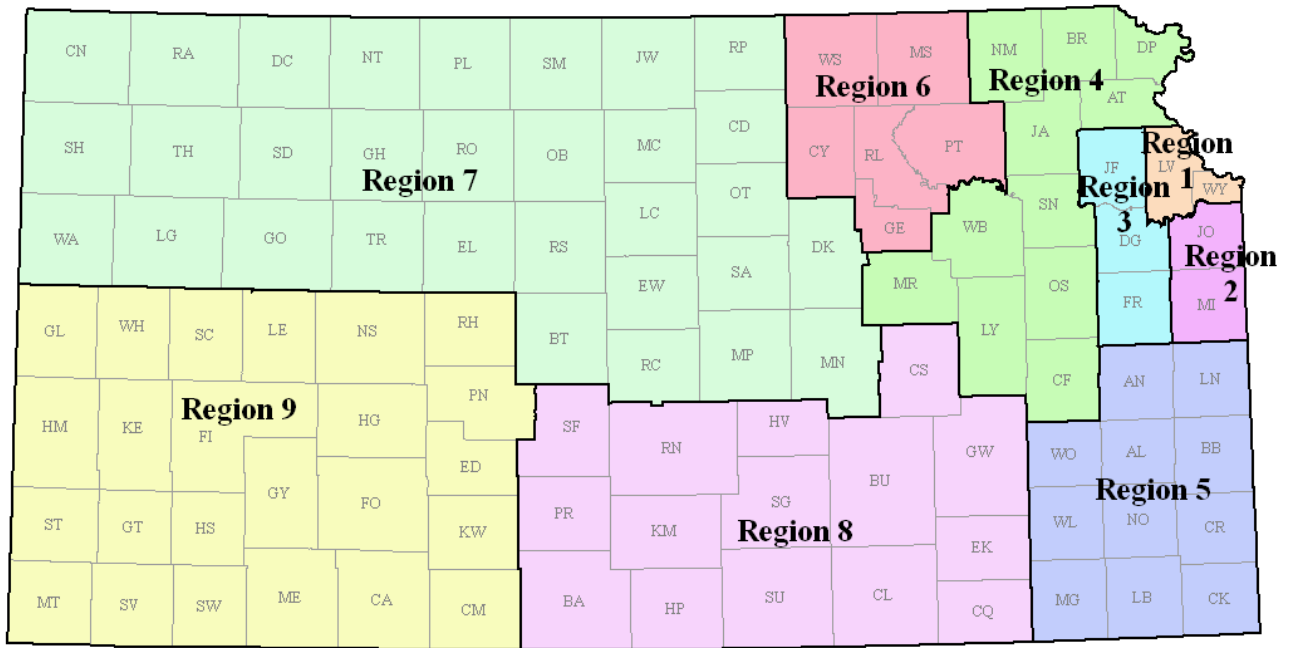 CN RA DC NT PL SM JW RP WS MS NM BR DP
Region 6 Region 4
AT
SH TH SD GH RO OB MC CD CY RL PT JA
Region
JF LV 1
WY
Region 7
Region
3
LC OT SN
WA LG GO TR EL RS DK GE WB DG JO
Region
2
EW SA MR OS FR MI
GL WH SC LE NS RH BT RC MP MN CS LY CF AN LN
HM KE FI HG PN
Region 9
SF RN HV BU GW WO AL BB
ED
GY FO
Region 5
ST GT HS KW PR KM SG EK WL NO CR
Region 8
MT SV SW ME CA CM BA HP SU CL CQ MG LB CK